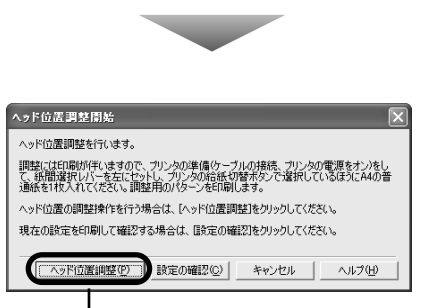 ヘッド位置調整開始
ヘッド位置調整を行います。
調整には印刷が伴いますので、プリンタの準備(ケーブルの接続、プリンタの電源をオン)をし
て、紙間選択レバーを左にセットし、プリンタの給紙切替ボタンで選択しているほうにA4の普
通紙を1枚入れてください。調整用のパターンを印刷します。
ヘッド位置の調整操作を行う場合は、[ヘッド位置調整]をクリックしてください。
現在の設定を印刷して確認する場合は、[設定の確認]をクリックしてください。
ヘッド位置調整(P) 設定の確認(C) キャンセル ヘルプ(H)